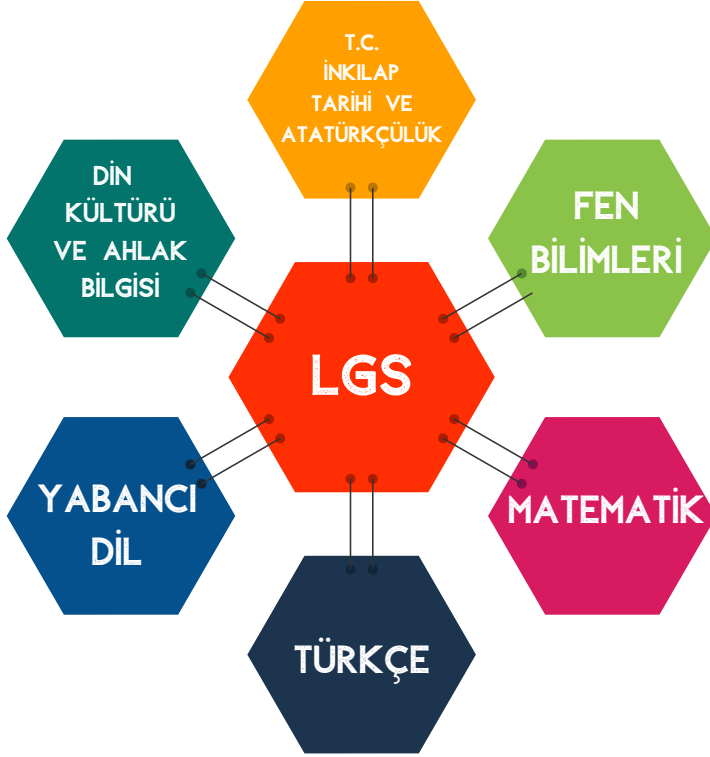 T.C.
İNKILAP
TARİHİ VE
ATATÜRKÇÜLÜK
DİN
KÜLTÜRÜ
VE AHLAK
BİLGİSİ
FEN
BİLİMLERİ
LGS
YABANCI
DİL
MATEMATİK
TÜRKÇE